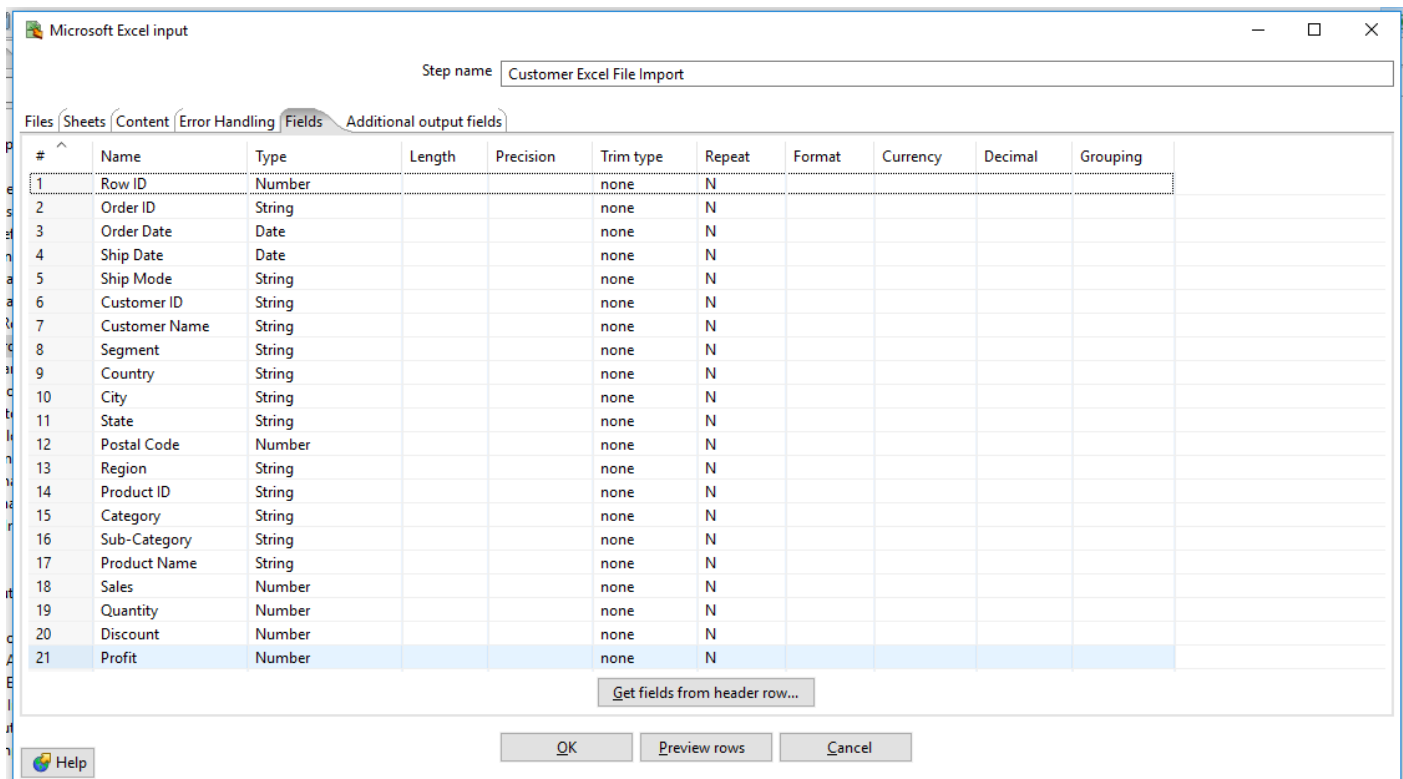 Microsoft Excel input
Step name Customer Excel File Import
Files Sheets Content Error Handling Fields Additional output fields
# Name Type Length Precision Trim type Repeat Format Currency Decimal Grouping
1 Row ID Number none N
2 Order ID String none N
3 Order Date Date none N
4 Ship Date Date none N
5 Ship Mode String none N
6 Customer ID String none N
7 Customer Name String none N
8 Segment String none N
9 Country String none N
10 City String none N
11 State String none N
12 Postal Code Number none N
13 Region String none N
14 Product ID String none N
15 Category String none N
16 Sub-Category String none N
17 Product Name String none N
18 Sales Number none N
19 Quantity Number none N
20 Discount Number none N
21 Profit Number none N
Get fields from header row...
OK Preview rows Cancel
Help